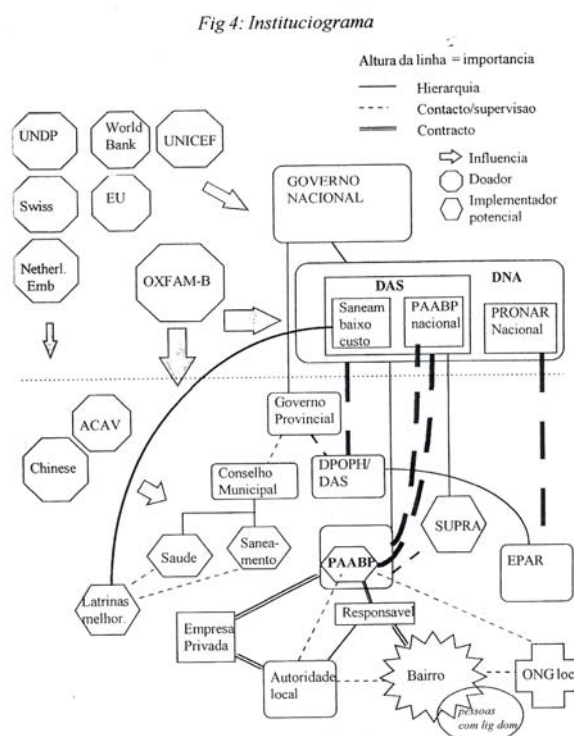 Fig 4: Instituciograma
Altura da linha = importancia
Hierarquia
Contacto/supervisao
Contracto
Influencia
Doador
Implementador
potencial
UNDP
World
Bank
UNICEF
Swiss
EU
Netherl.
Emb
OXFAM-B
GOVERNO
NACIONAL
DAS
DNA
Saneam
baixo
custo
PAABP
nacional
PRONAR
Nacional
ACAV
Chinese
Governo
Provincial
Conselho
Municipal
DPOPH/
DAS
SUPRA
EPAR
Saude
Sanea-
mento
Latrinas
melhor.
PAABP
Responsavel
Empresa
Privada
Autoridade
local
Bairro
ONG loc
pessoas
com lig dom